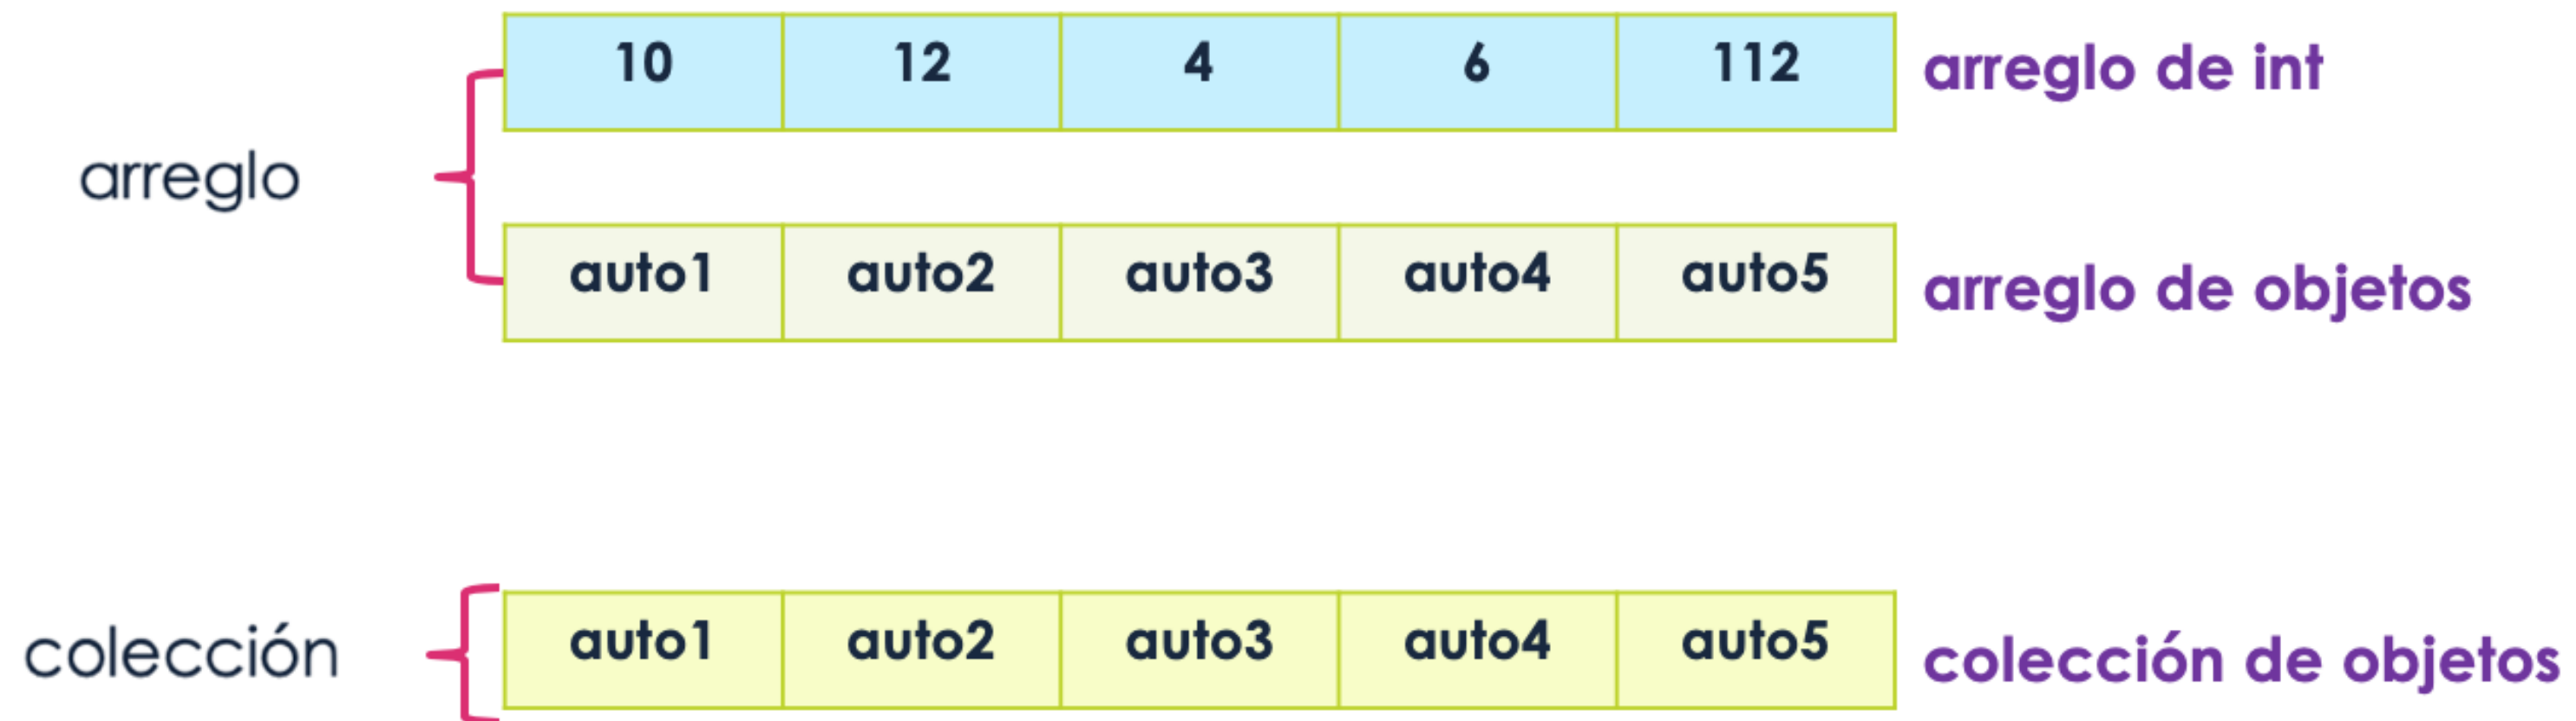 10 12 4 6 112 arreglo de int
arreglo
auto1 auto2 auto3 auto4 auto5 arreglo de objetos
colección auto1 auto2 auto3 auto4 auto5 colección de objetos